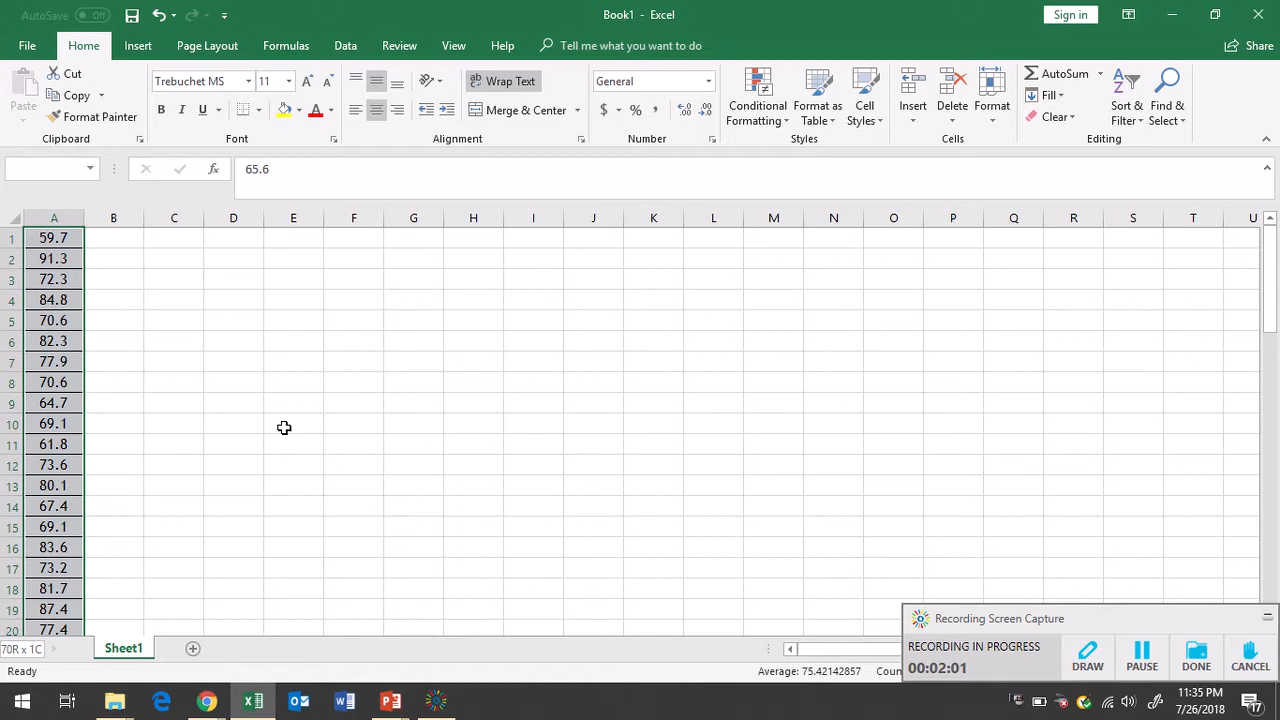 AutoSave Off
Book1 - Excel
Sign in
File Home Insert Page Layout Formulas Data Review View Help Tell me what you want to do Share
Paste
Cut
Copy
Format Painter
Clipboard
Trebuchet MS 11
B I U
Font
Wrap Text
Merge & Center
Alignment
General
$ % ,
Number
Conditional Formatting
Format as Table
Cell Styles
Styles
Insert
Delete
Format
Cells
AutoSum
Fill
Clear
Sort & Filter
Find & Select
Editing
fx
65.6
A B C D E F G H I J K L M N O P Q R S T U
1 59.7
2 91.3
3 72.3
4 84.8
5 70.6
6 82.3
7 77.9
8 70.6
9 64.7
10 69.1
11 61.8
12 73.6
13 80.1
14 67.4
15 69.1
16 83.6
17 73.2
18 81.7
19 87.4
20 77.4
70R x 1C
Sheet1
Ready
Average: 75.42142857
Coun
Recording Screen Capture
RECORDING IN PROGRESS
00:02:01
DRAW
PAUSE
DONE
CANCEL
11:35 PM
7/26/2018
17